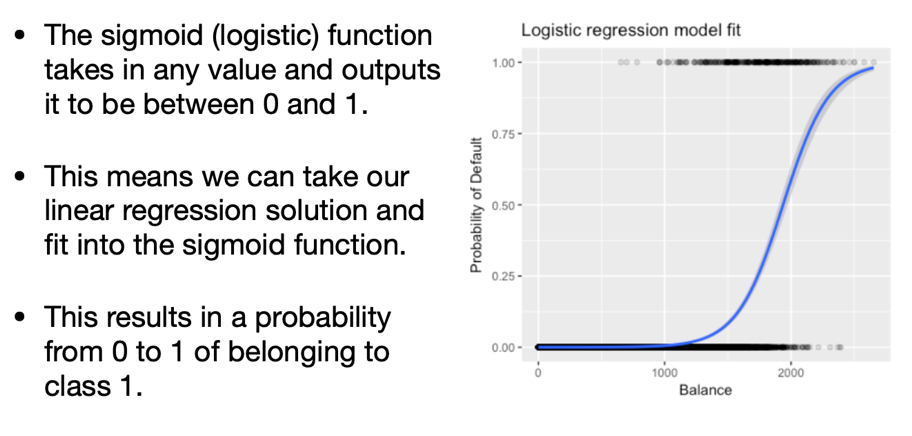 • The sigmoid (logistic) function
takes in any value and outputs
it to be between 0 and 1.
• This means we can take our
linear regression solution and
fit into the sigmoid function.
• This results in a probability
from 0 to 1 of belonging to
class 1.
Logistic regression model fit
Probability of Default
1.00
0.75
0.50
0.25
0.00
0 1000 2000
Balance